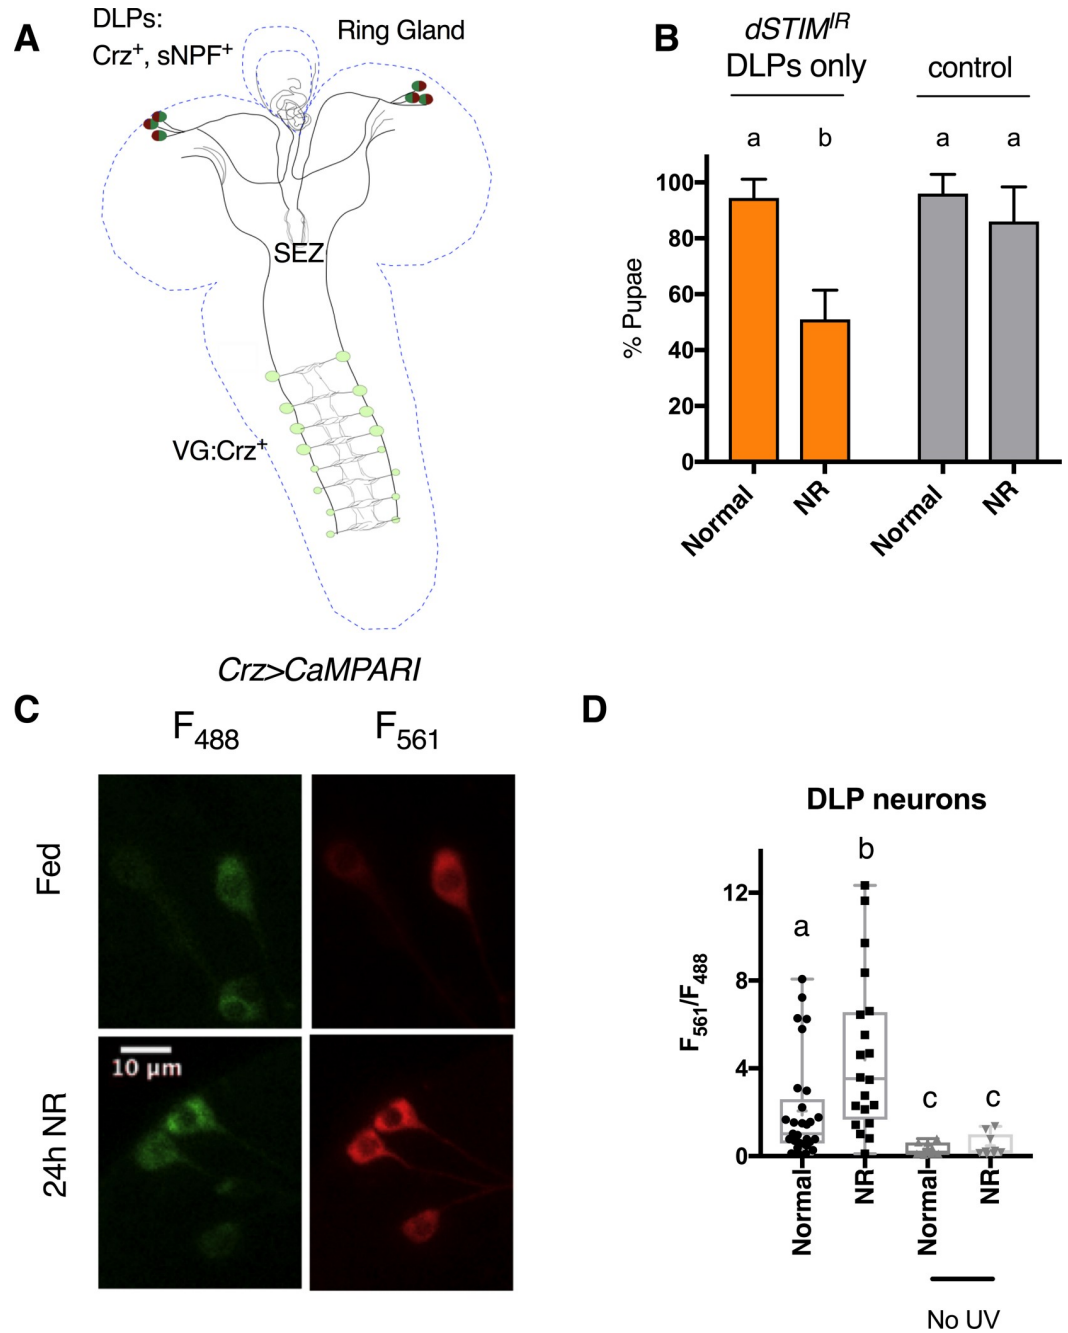 A
DLPs:
Crz⁺, sNPF⁺
Ring Gland
SEZ
VG:Crz⁺
B
dSTIMᴵᴿ
DLPs only
control
a
b
a
a
% Pupae
100
80
60
40
20
0
Normal
NR
Normal
NR
C
Crz>CaMPARI
F₄₈₈
F₅₆₁
Fed
24h NR
10 μm
D
DLP neurons
F₅₆₁/F₄₈₈
12
8
4
0
a
b
c
c
Normal
NR
Normal
NR
No UV